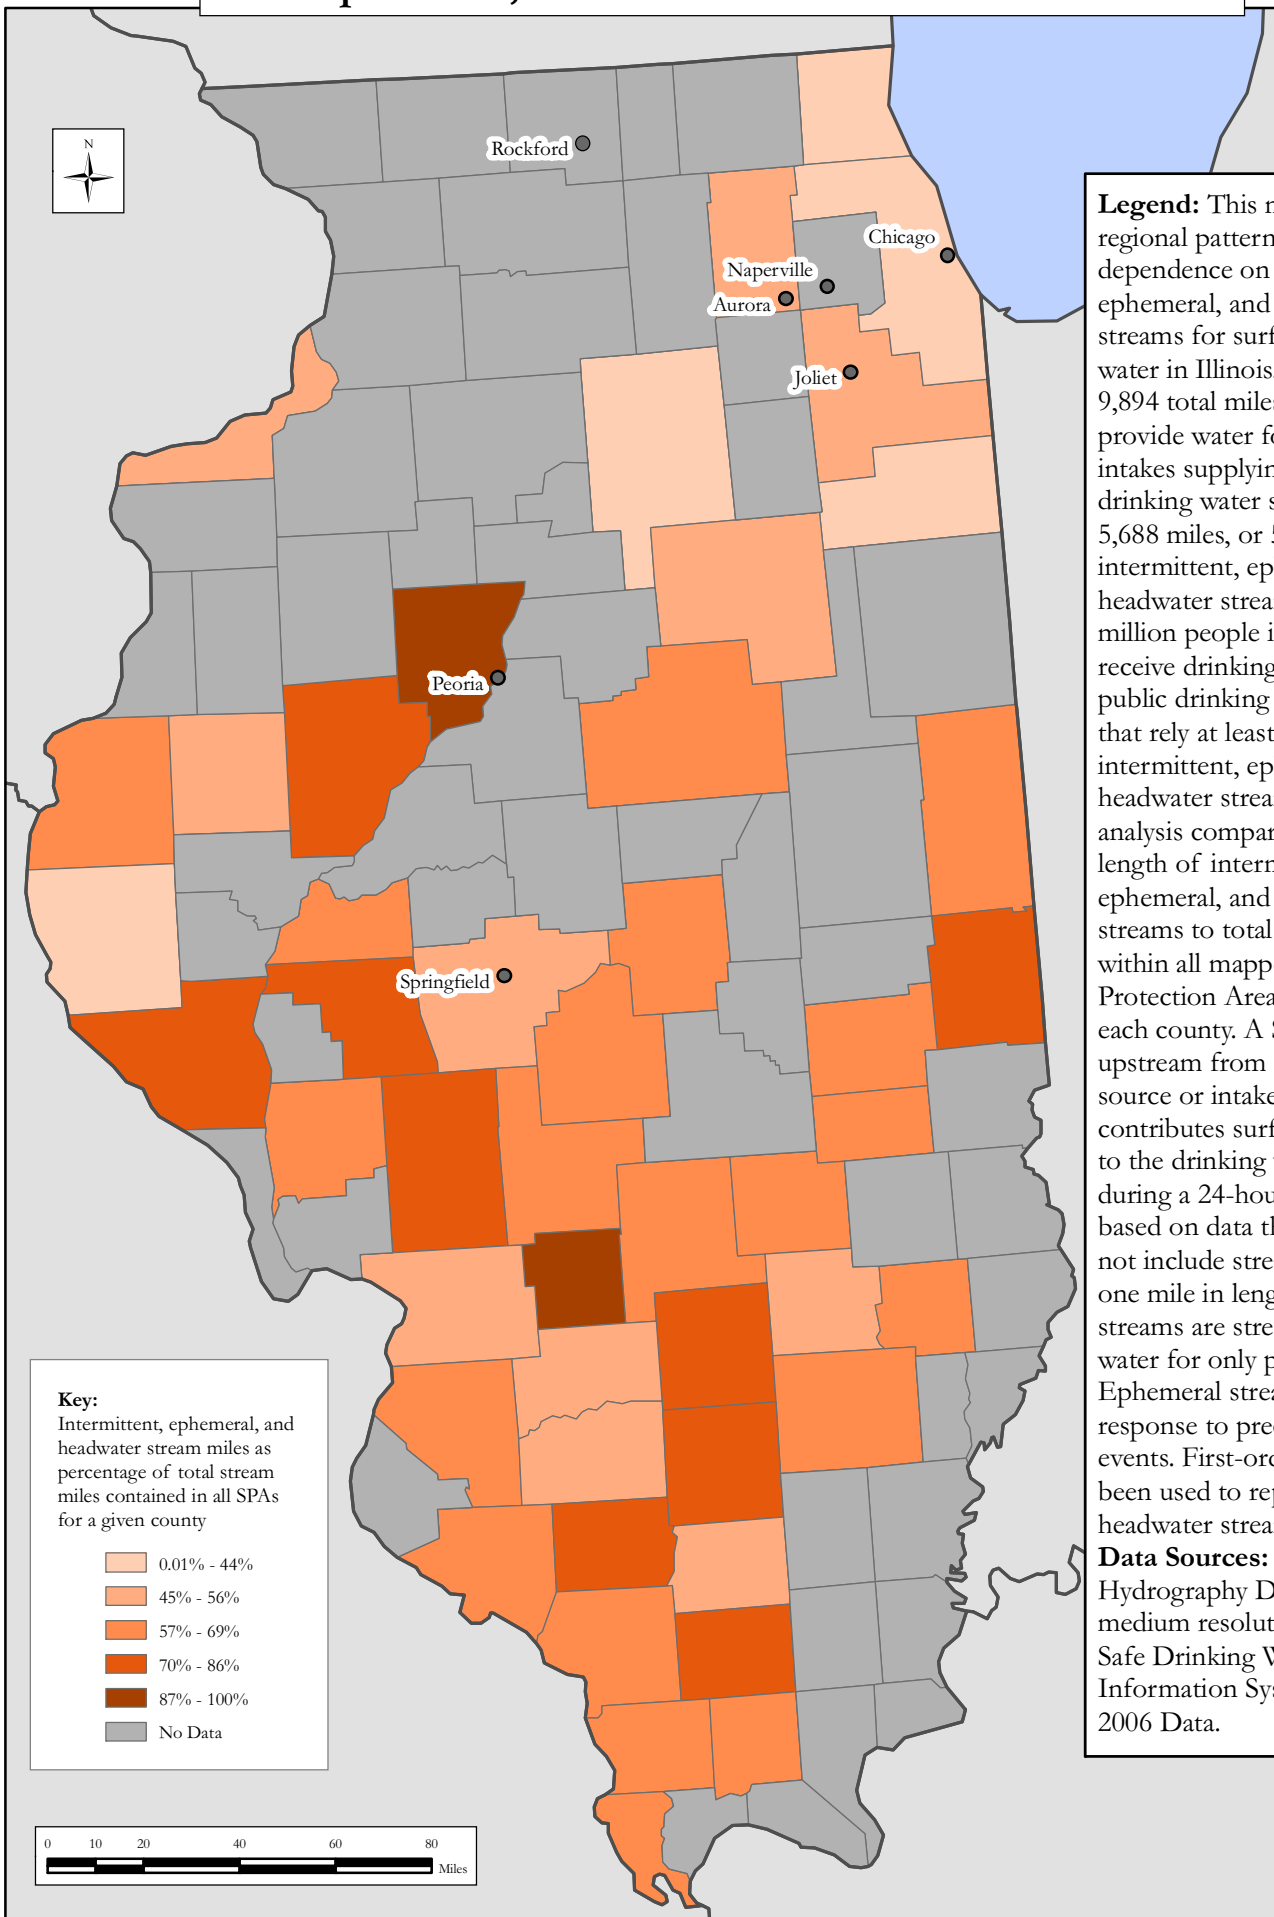 N
Rockford
Chicago
Naperville
Aurora
Joliet
Peoria
Springfield
Legend: This
regional pattern
dependence on
ephemeral, and
streams for surf
water in Illinois
9,894 total miles
provide water fo
intakes supplying
drinking water s
5,688 miles, or
intermittent, ep
headwater strea
million people i
receive drinking
public drinking
that rely at least
intermittent, ep
headwater strea
analysis compar
length of intern
ephemeral, and
streams to total
within all mapp
Protection Area
each county. A S
upstream from
source or intake
contributes surf
to the drinking
during a 24-hou
based on data th
not include stre
one mile in leng
streams are stre
water for only p
Ephemeral strea
response to pre
events. First-ord
been used to rep
headwater strea
Data Sources:
Hydrography D
medium resolut
Safe Drinking W
Information Sys
2006 Data.
Key:
Intermittent, ephemeral, and
headwater stream miles as
percentage of total stream
miles contained in all SPAs
for a given county
0.01% - 44%
45% - 56%
57% - 69%
70% - 86%
87% - 100%
No Data
0 10 20 40 60 80
Miles